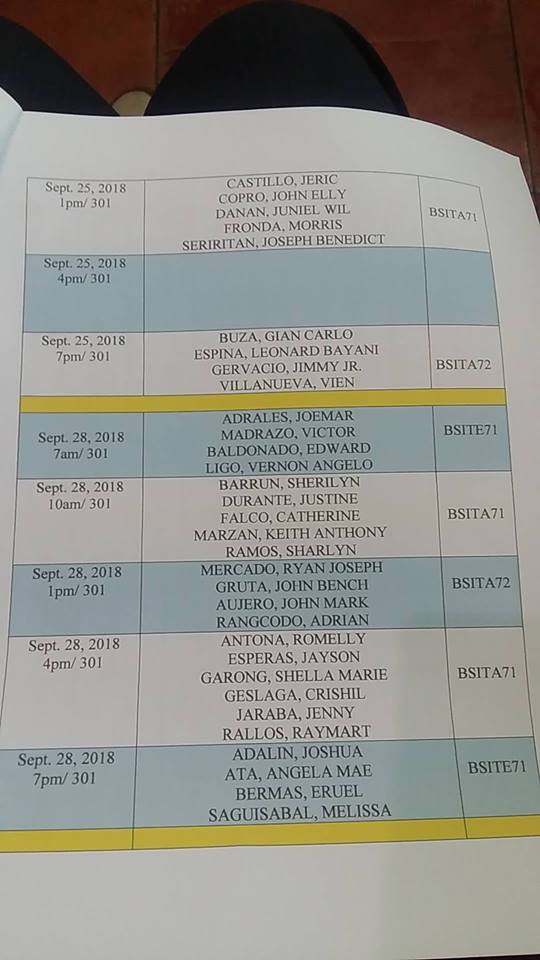 Sept. 25, 2018
1pm/ 301
CASTILLO, JERIC
COPRO, JOHN ELLY
DANAN, JUNIEL WIL
FRONDA, MORRIS
SERIRITAN, JOSEPH BENEDICT
BSITA71
Sept. 25, 2018
4pm/ 301
Sept. 25, 2018
7pm/ 301
BUZA, GIAN CARLO
ESPINA, LEONARD BAYANI
GERVACIO, JIMMY JR.
VILLANUEVA, VIEN
BSITA72
Sept. 28, 2018
7am/ 301
ADRALES, JOEMAR
MADRAZO, VICTOR
BALDONADO, EDWARD
LIGO, VERNON ANGELO
BSITE71
Sept. 28, 2018
10am/ 301
BARRUN, SHERILYN
DURANTE, JUSTINE
FALCO, CATHERINE
MARZAN, KEITH ANTHONY
RAMOS, SHARLYN
BSITA71
Sept. 28, 2018
1pm/ 301
MERCADO, RYAN JOSEPH
GRUTA, JOHN BENCH
AUJERO, JOHN MARK
RANGCODO, ADRIAN
BSITA72
Sept. 28, 2018
4pm/ 301
ANTONA, ROMELLY
ESPERAS, JAYSON
GARONG, SHELLA MARIE
GESLAGA, CRISHIL
JARABA, JENNY
RALLOS, RAYMART
BSITA71
Sept. 28, 2018
7pm/ 301
ADALIN, JOSHUA
ATA, ANGELA MAE
BERMAS, ERUEL
SAGUISABAL, MELISSA
BSITE71